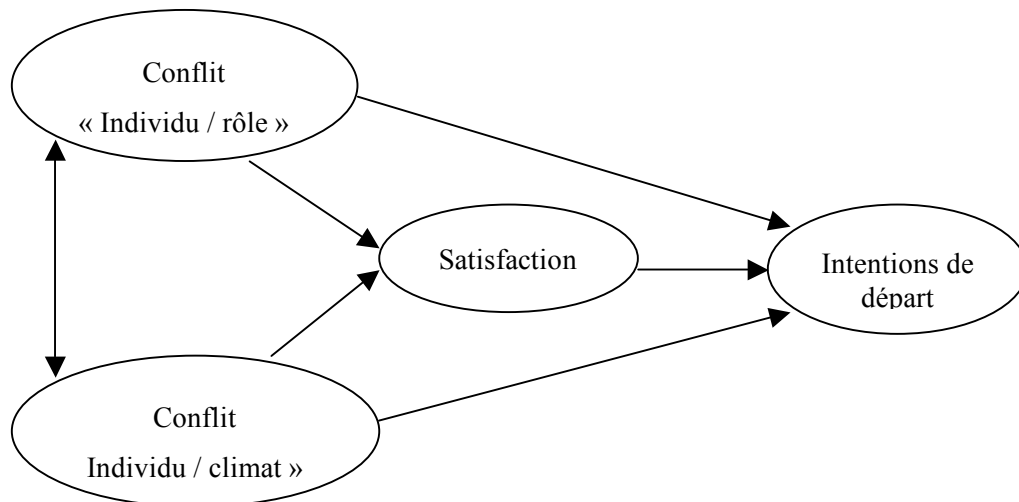 Conflit
« Individu / rôle »
Satisfaction
Intentions de
départ
Conflit
Individu / climat »